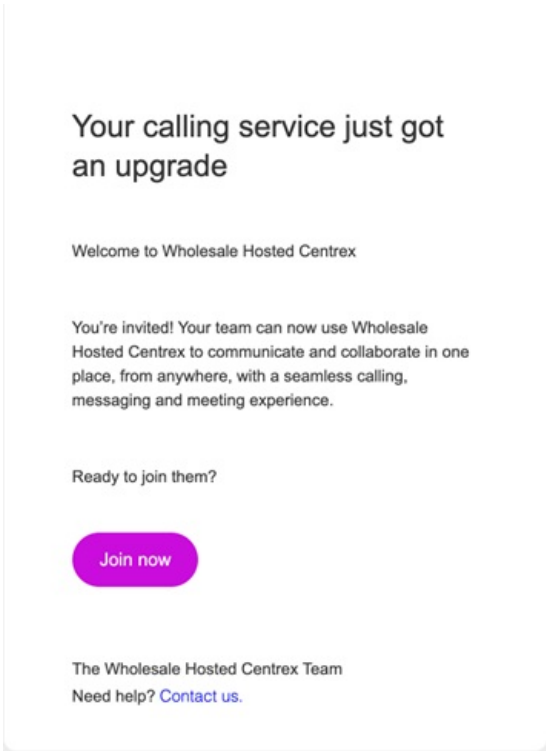 Your calling service just got
an upgrade
Welcome to Wholesale Hosted Centrex
You're invited! Your team can now use Wholesale
Hosted Centrex to communicate and collaborate in one
place, from anywhere, with a seamless calling,
messaging and meeting experience.
Ready to join them?
Join now
The Wholesale Hosted Centrex Team
Need help? Contact us.